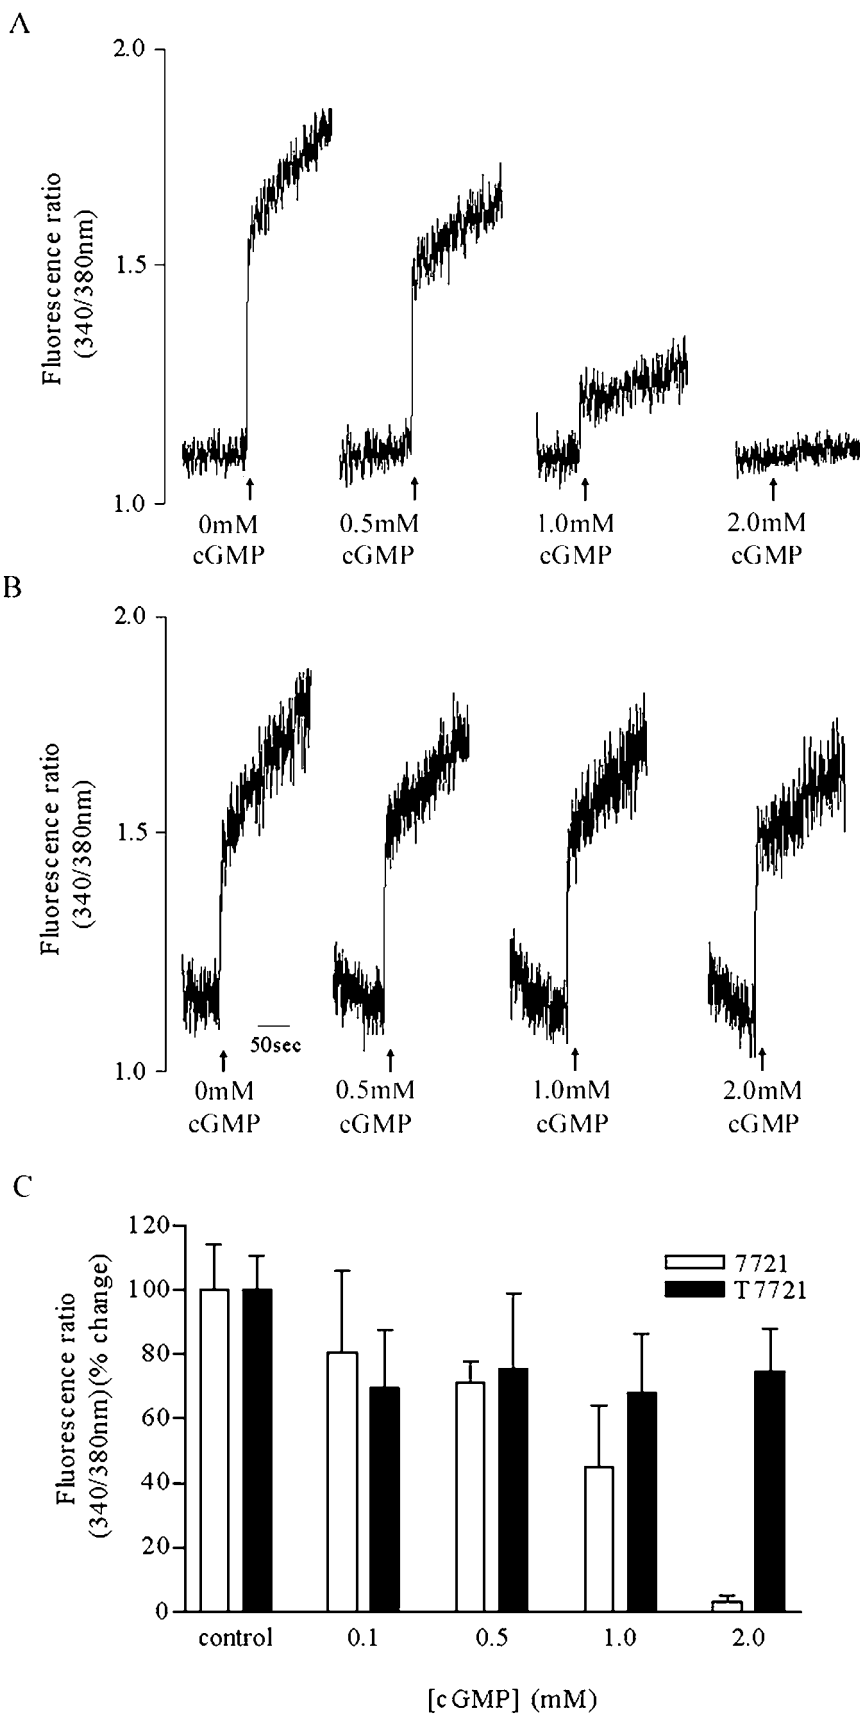 A
2.0
1.5
1.0
Fluorescence ratio
(340/380nm)
0mM
cGMP
0.5mM
cGMP
1.0mM
cGMP
2.0mM
cGMP
B
2.0
1.5
1.0
Fluorescence ratio
(340/380nm)
50sec
0mM
cGMP
0.5mM
cGMP
1.0mM
cGMP
2.0mM
cGMP
C
120
100
80
60
40
20
0
Fluorescence ratio
(340/380nm)(% change)
7721
T7721
control
0.1
0.5
1.0
2.0
[cGMP] (mM)